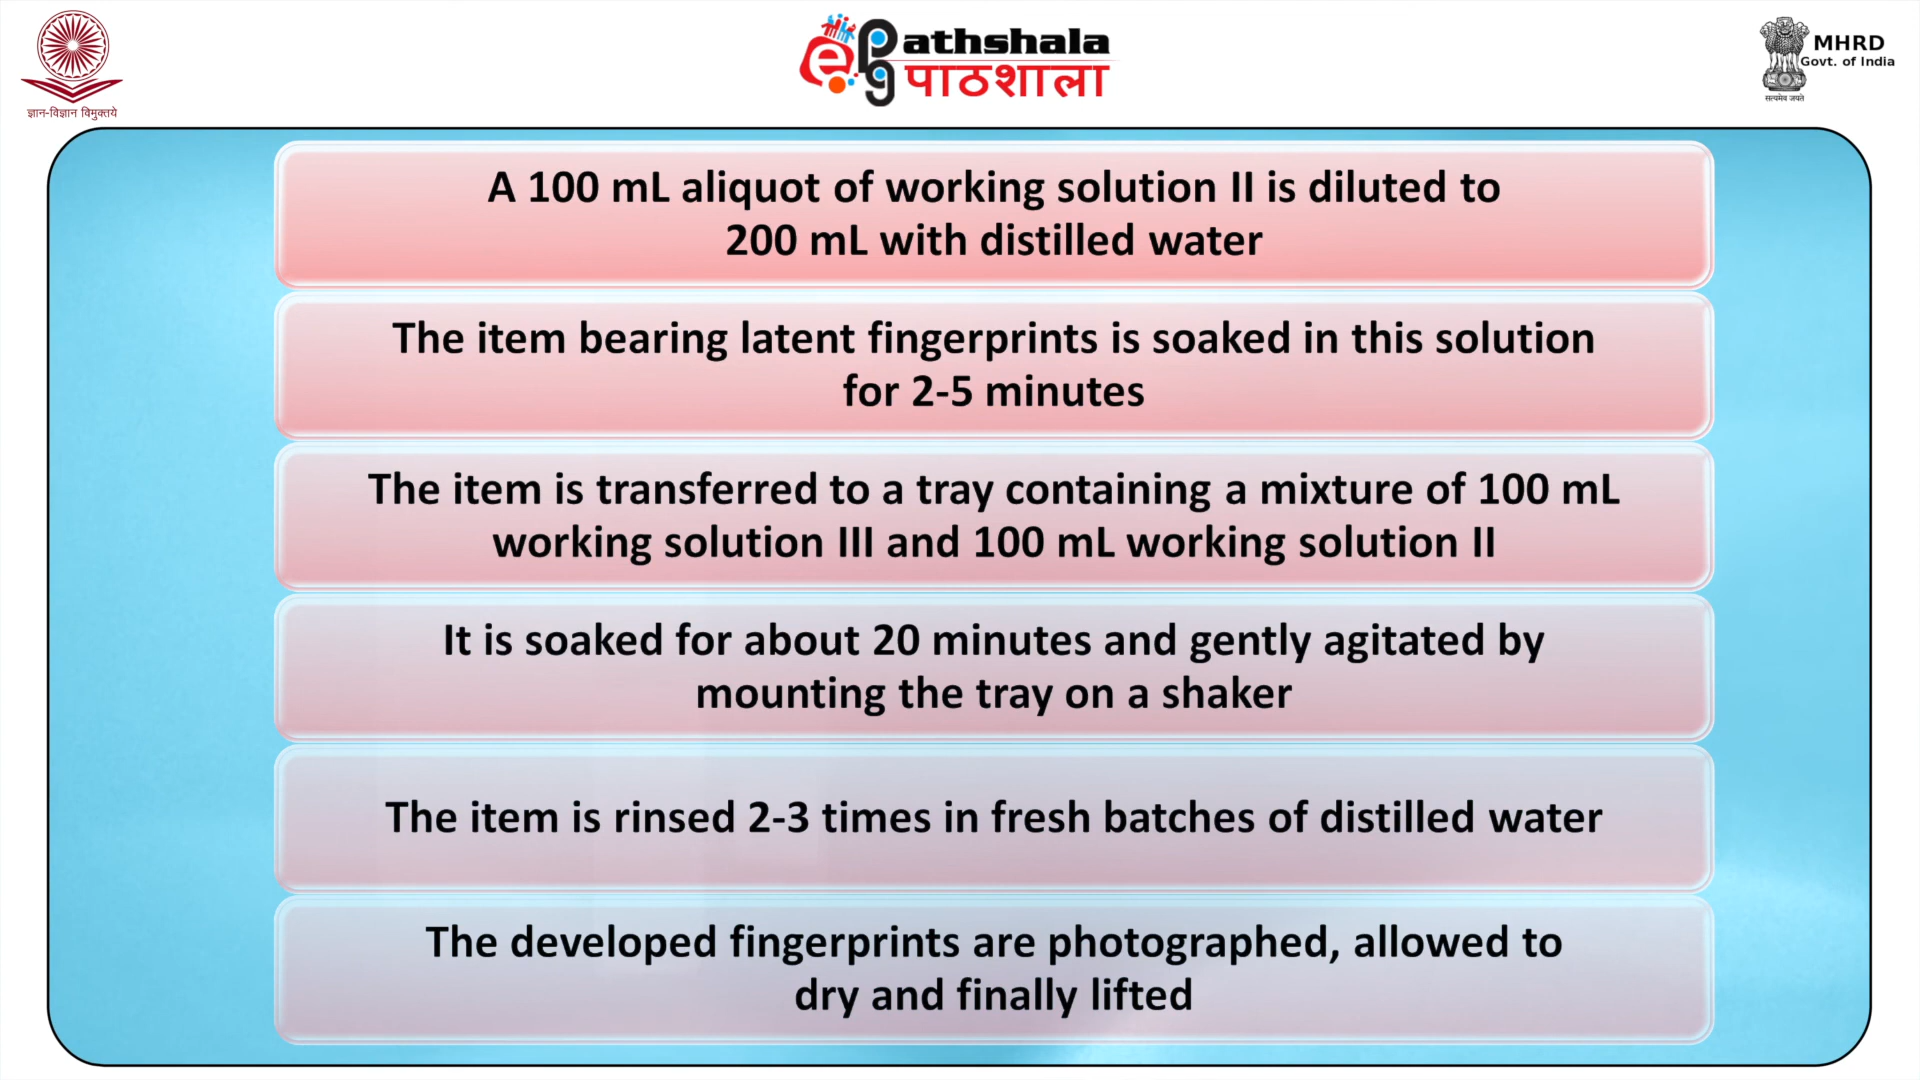 ज्ञान-विज्ञान विमुक्तये
ePg athshala
पाठशाला
MHRD
Govt. of India
सत्यमेव जयते
A 100 mL aliquot of working solution II is diluted to
200 mL with distilled water
The item bearing latent fingerprints is soaked in this solution
for 2-5 minutes
The item is transferred to a tray containing a mixture of 100 mL
working solution III and 100 mL working solution II
It is soaked for about 20 minutes and gently agitated by
mounting the tray on a shaker
The item is rinsed 2-3 times in fresh batches of distilled water
The developed fingerprints are photographed, allowed to
dry and finally lifted